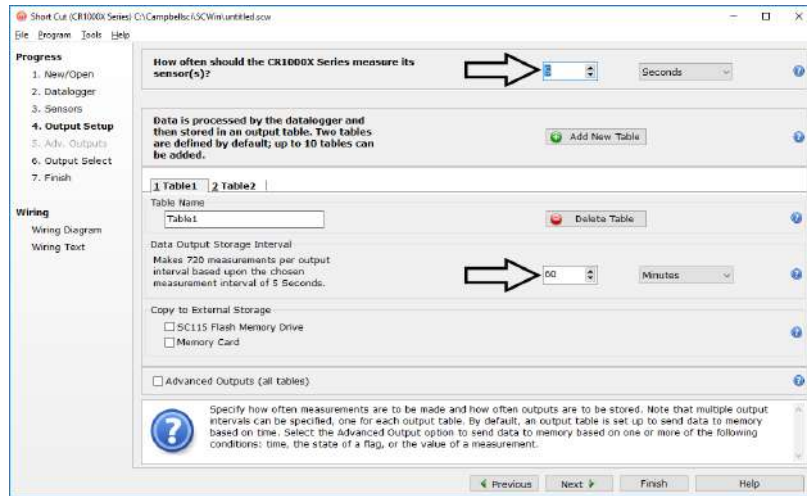 Short Cut (CR1000X Series) C:\Campbellsci\SCWin\untitled.scw
File Program Tools Help
Progress
1. New/Open
2. Datalogger
3. Sensors
4. Output Setup
5. Adv. Outputs
6. Output Select
7. Finish
Wiring
Wiring Diagram
Wiring Text
How often should the CR1000X Series measure its
sensor(s)?
5
Seconds
Data is processed by the datalogger and
then stored in an output table. Two tables
are defined by default; up to 10 tables can
be added.
Add New Table
1 Table1 2 Table2
Table Name
Table1
Delete Table
Data Output Storage Interval
Makes 720 measurements per output
interval based upon the chosen
measurement interval of 5 Seconds.
60
Minutes
Copy to External Storage
SC115 Flash Memory Drive
Memory Card
Advanced Outputs (all tables)
Specify how often measurements are to be made and how often outputs are to be stored. Note that multiple output
intervals can be specified, one for each output table. By default, an output table is set up to send data to memory
based on time. Select the Advanced Output option to send data to memory based on one or more of the following
conditions: time, the state of a flag, or the value of a measurement.
Previous Next Finish Help